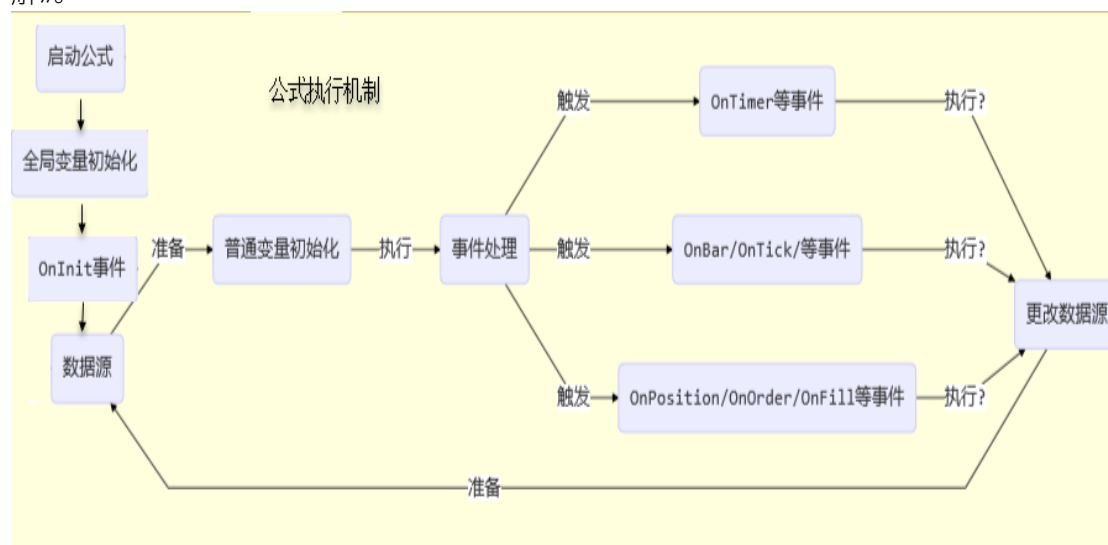 启动公式
公式执行机制
全局变量初始化
OnInit事件
数据源
准备
普通变量初始化
执行
事件处理
触发
OnTimer等事件
执行?
触发
OnBar/OnTick/等事件
执行?
触发
OnPosition/OnOrder/OnFill等事件
执行?
更改数据源
准备